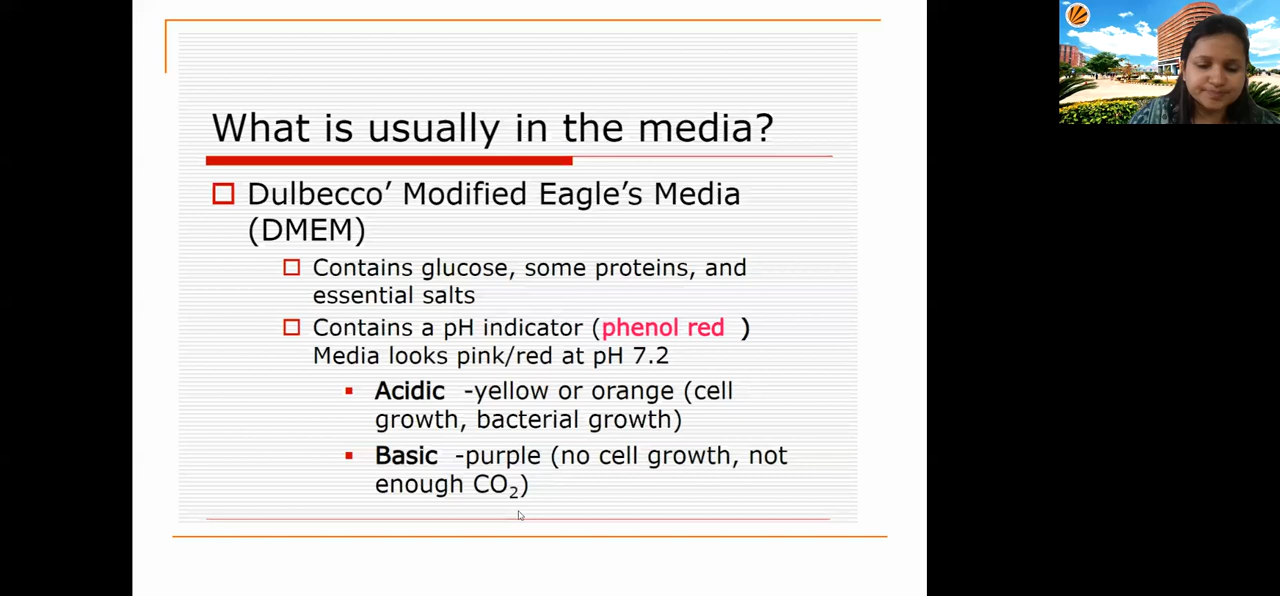 What is usually in the media?
Dulbecco’ Modified Eagle’s Media
(DMEM)
Contains glucose, some proteins, and
essential salts
Contains a pH indicator (phenol red )
Media looks pink/red at pH 7.2
Acidic -yellow or orange (cell
growth, bacterial growth)
Basic -purple (no cell growth, not
enough CO₂)